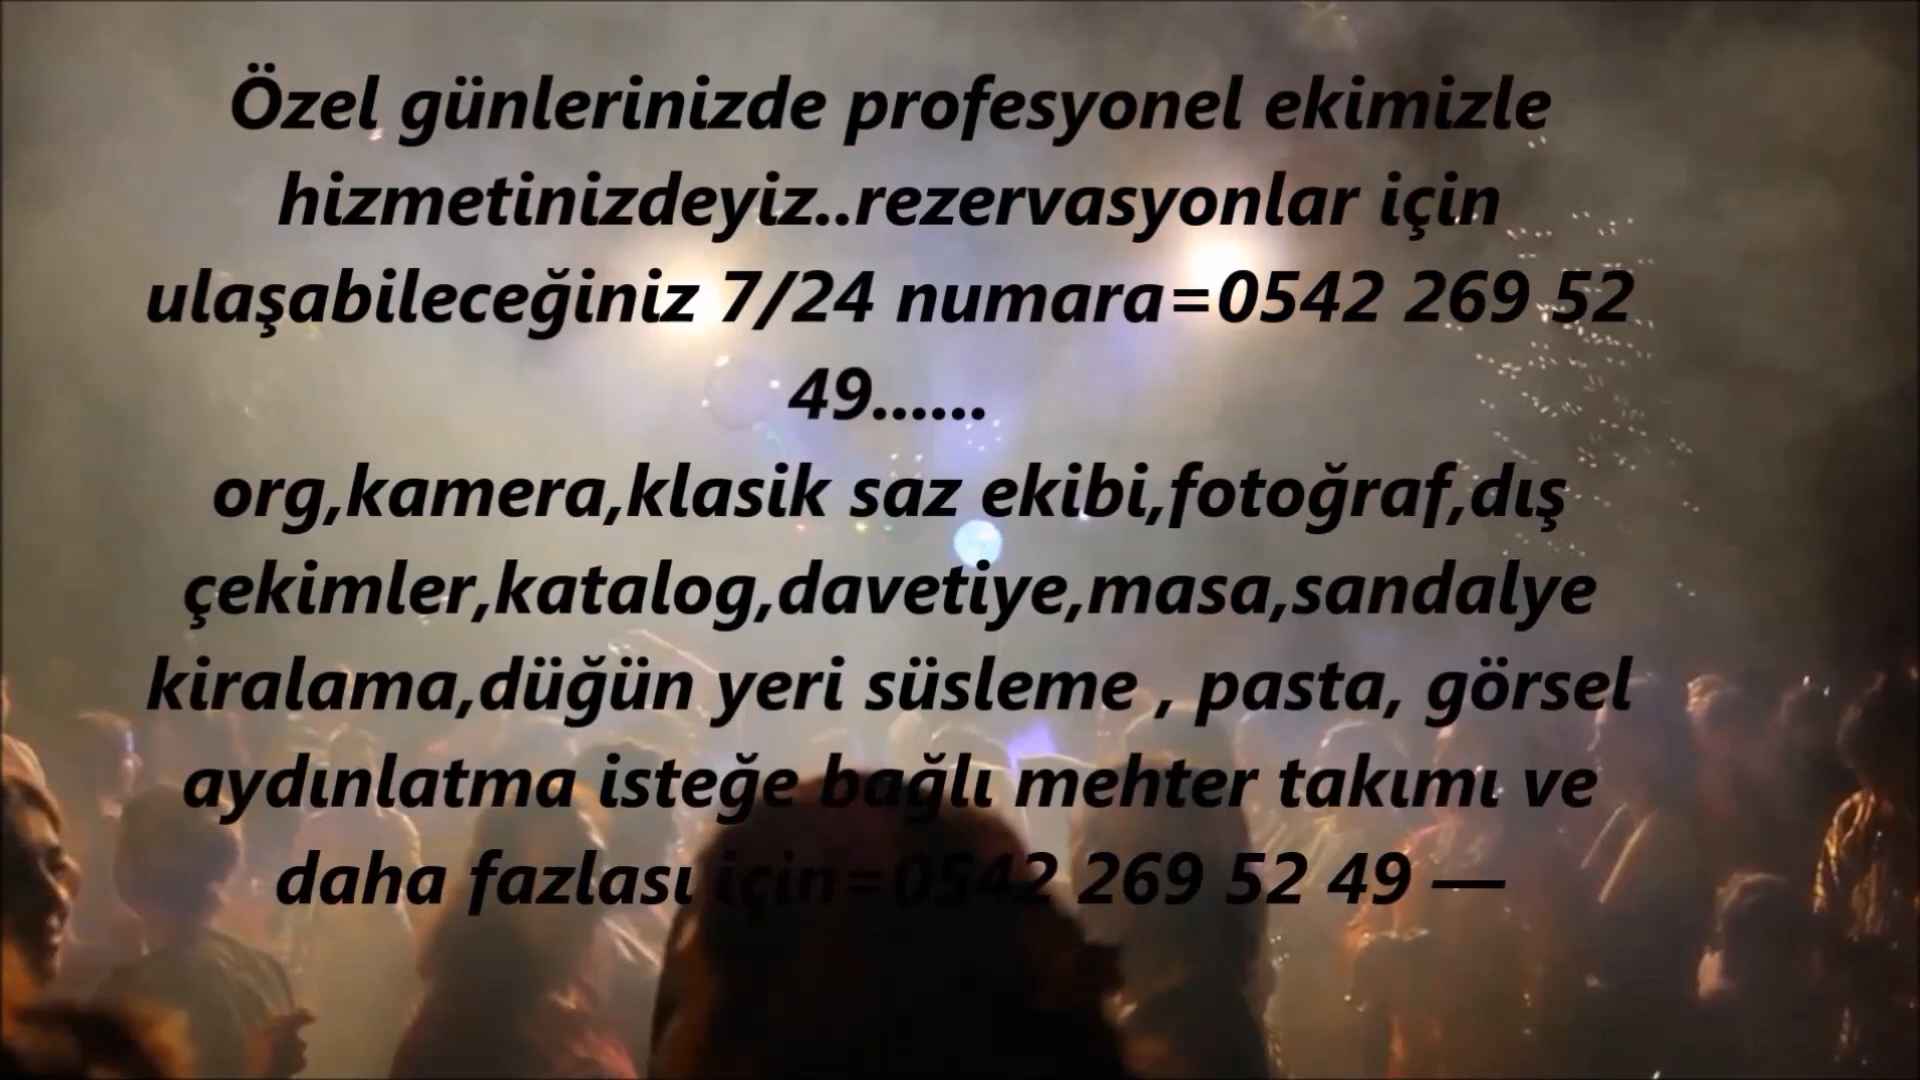 Özel günlerinizde profesyonel ekimizle
hizmetinizdeyiz..rezervasyonlar için
ulaşabileceğiniz 7/24 numara=0542 269 52
49......
org,kamera,klasik saz ekibi,fotoğraf,dış
çekimler,katalog,davetiye,masa,sandalye
kiralama,düğün yeri süsleme , pasta, görsel
aydınlatma isteğe bağlı mehter takımı ve
daha fazlası için=0542 269 52 49 —